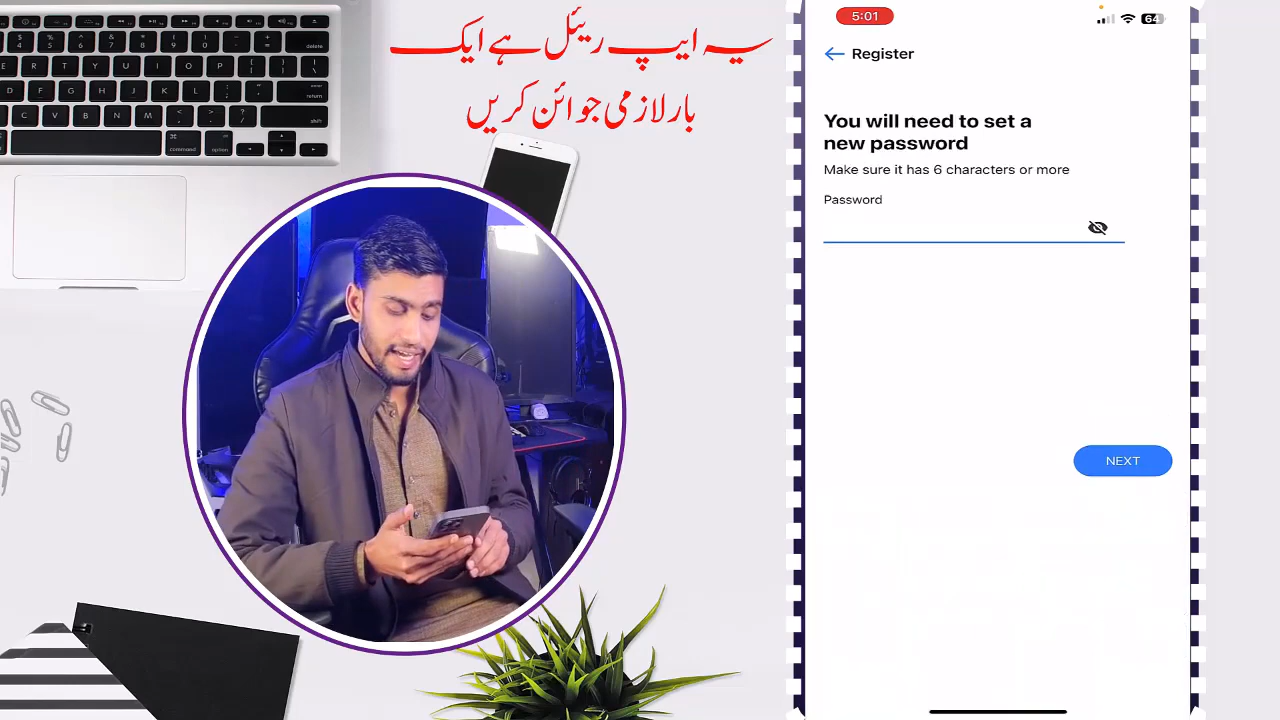 یہ ایپ ریئل ہے ایک
بار لازمی جوائن کریں
5:01
64
Register
You will need to set a
new password
Make sure it has 6 characters or more
Password
NEXT